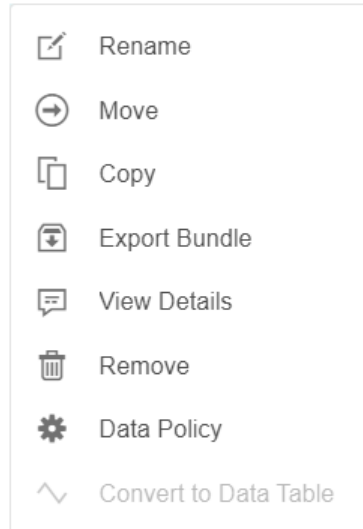 Rename
Move
Copy
Export Bundle
View Details
Remove
Data Policy
Convert to Data Table